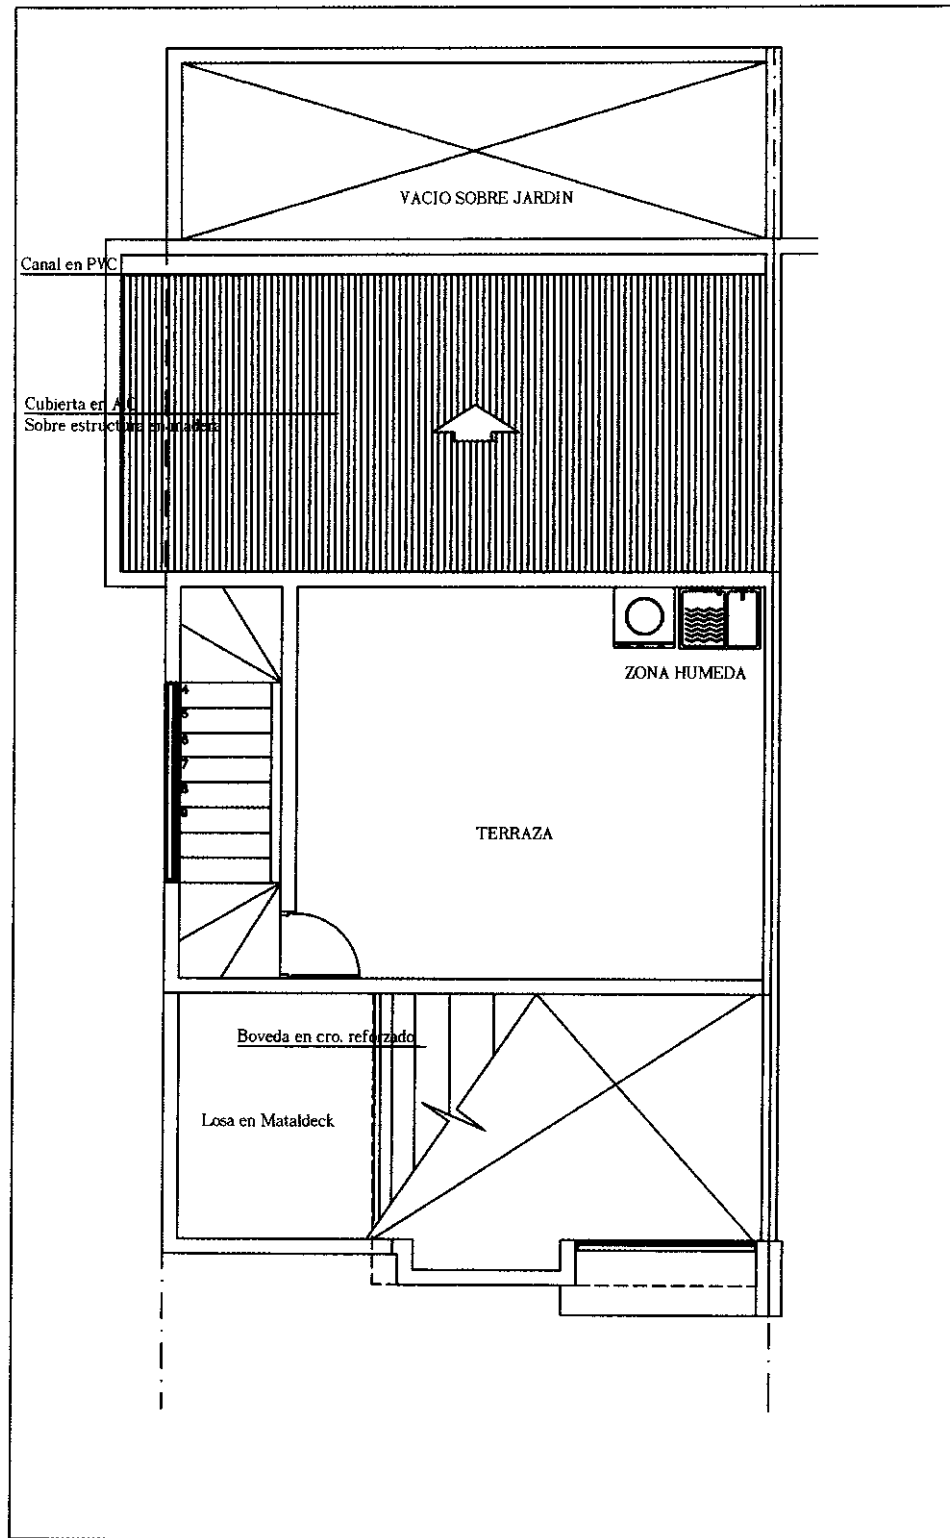 VACIO SOBRE JARDIN
Canal en PVC
Cubierta en A.C
Sobre estructura en madera
ZONA HUMEDA
4
5
6
7
8
9
TERRAZA
Boveda en cro. reforzado
Losa en Mataldeck